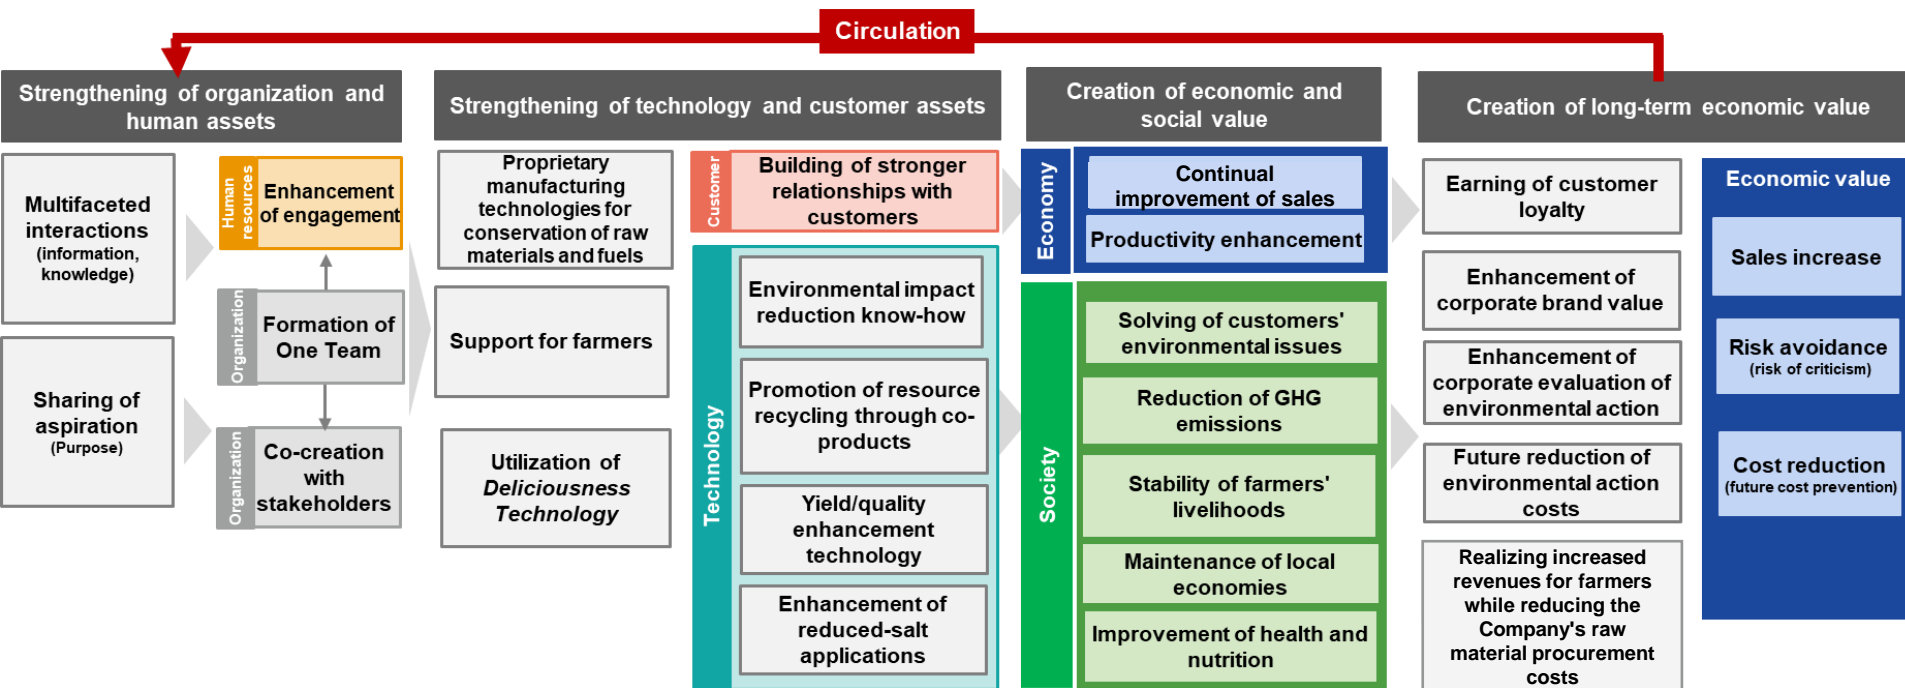 Circulation
Strengthening of organization and
human assets
Multifaceted
interactions
(information,
knowledge)
Sharing of
aspiration
(Purpose)
Human
resources
Enhancement
of engagement
Organization
Formation of
One Team
Organization
Co-creation
with
stakeholders
Strengthening of technology and customer assets
Proprietary
manufacturing
technologies for
conservation of raw
materials and fuels
Support for farmers
Utilization of
Deliciousness
Technology
Customer
Building of stronger
relationships with
customers
Technology
Environmental impact
reduction know-how
Promotion of resource
recycling through co-
products
Yield/quality
enhancement
technology
Enhancement of
reduced-salt
applications
Creation of economic and
social value
Economy
Continual
improvement of sales
Productivity enhancement
Society
Solving of customers'
environmental issues
Reduction of GHG
emissions
Stability of farmers'
livelihoods
Maintenance of local
economies
Improvement of health and
nutrition
Creation of long-term economic value
Earning of customer
loyalty
Enhancement of
corporate brand value
Enhancement of
corporate evaluation of
environmental action
Future reduction of
environmental action
costs
Realizing increased
revenues for farmers
while reducing the
Company's raw
material procurement
costs
Economic value
Sales increase
Risk avoidance
(risk of criticism)
Cost reduction
(future cost prevention)